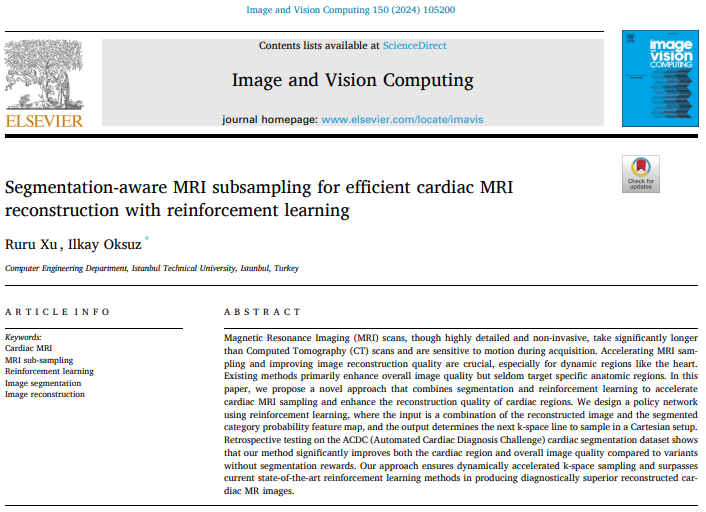 Image and Vision Computing 150 (2024) 105200
Contents lists available at ScienceDirect
Image and Vision Computing
journal homepage: www.elsevier.com/locate/imavis
ELSEVIER
image
vision
COMPUTING
Check for
updates
Segmentation-aware MRI subsampling for efficient cardiac MRI
reconstruction with reinforcement learning
Ruru Xu, Ilkay Oksuz *
Computer Engineering Department, Istanbul Technical University, Istanbul, Turkey
ARTICLE INFO
Keywords:
Cardiac MRI
MRI sub-sampling
Reinforcement learning
Image segmentation
Image reconstruction
ABSTRACT
Magnetic Resonance Imaging (MRI) scans, though highly detailed and non-invasive, take significantly longer
than Computed Tomography (CT) scans and are sensitive to motion during acquisition. Accelerating MRI sam-
pling and improving image reconstruction quality are crucial, especially for dynamic regions like the heart.
Existing methods primarily enhance overall image quality but seldom target specific anatomic regions. In this
paper, we propose a novel approach that combines segmentation and reinforcement learning to accelerate
cardiac MRI sampling and enhance the reconstruction quality of cardiac regions. We design a policy network
using reinforcement learning, where the input is a combination of the reconstructed image and the segmented
category probability feature map, and the output determines the next k-space line to sample in a Cartesian setup.
Retrospective testing on the ACDC (Automated Cardiac Diagnosis Challenge) cardiac segmentation dataset shows
that our method significantly improves both the cardiac region and overall image quality compared to variants
without segmentation rewards. Our approach ensures dynamically accelerated k-space sampling and surpasses
current state-of-the-art reinforcement learning methods in producing diagnostically superior reconstructed car-
diac MR images.